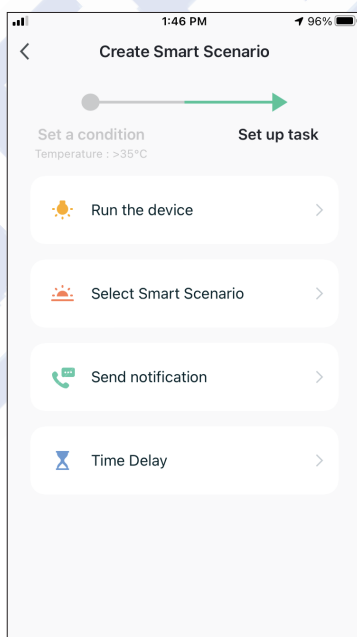 1:46 PM
96%
Create Smart Scenario
Set a condition
Set up task
Temperature : >35°C
Run the device
Select Smart Scenario
Send notification
Time Delay